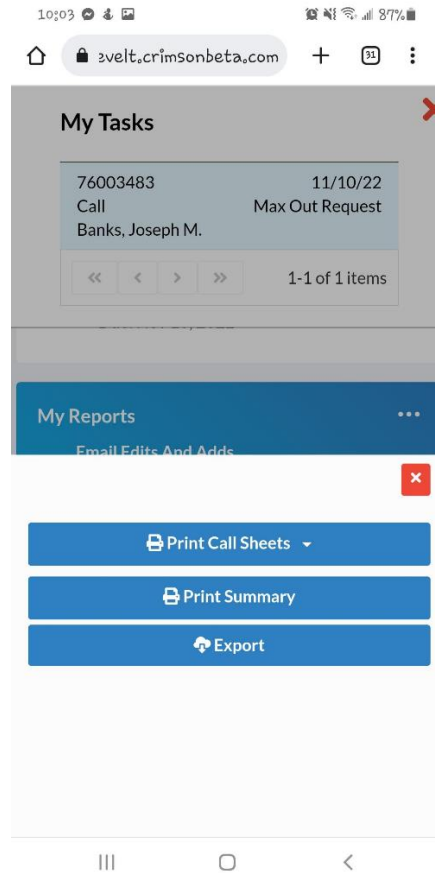 10:03 87%
evelt.crimsonbeta.com 31
My Tasks
76003483 11/10/22
Call Max Out Request
Banks, Joseph M.
1-1 of 1 items
My Reports
Email Edits And Adds
Print Call Sheets
Print Summary
Export